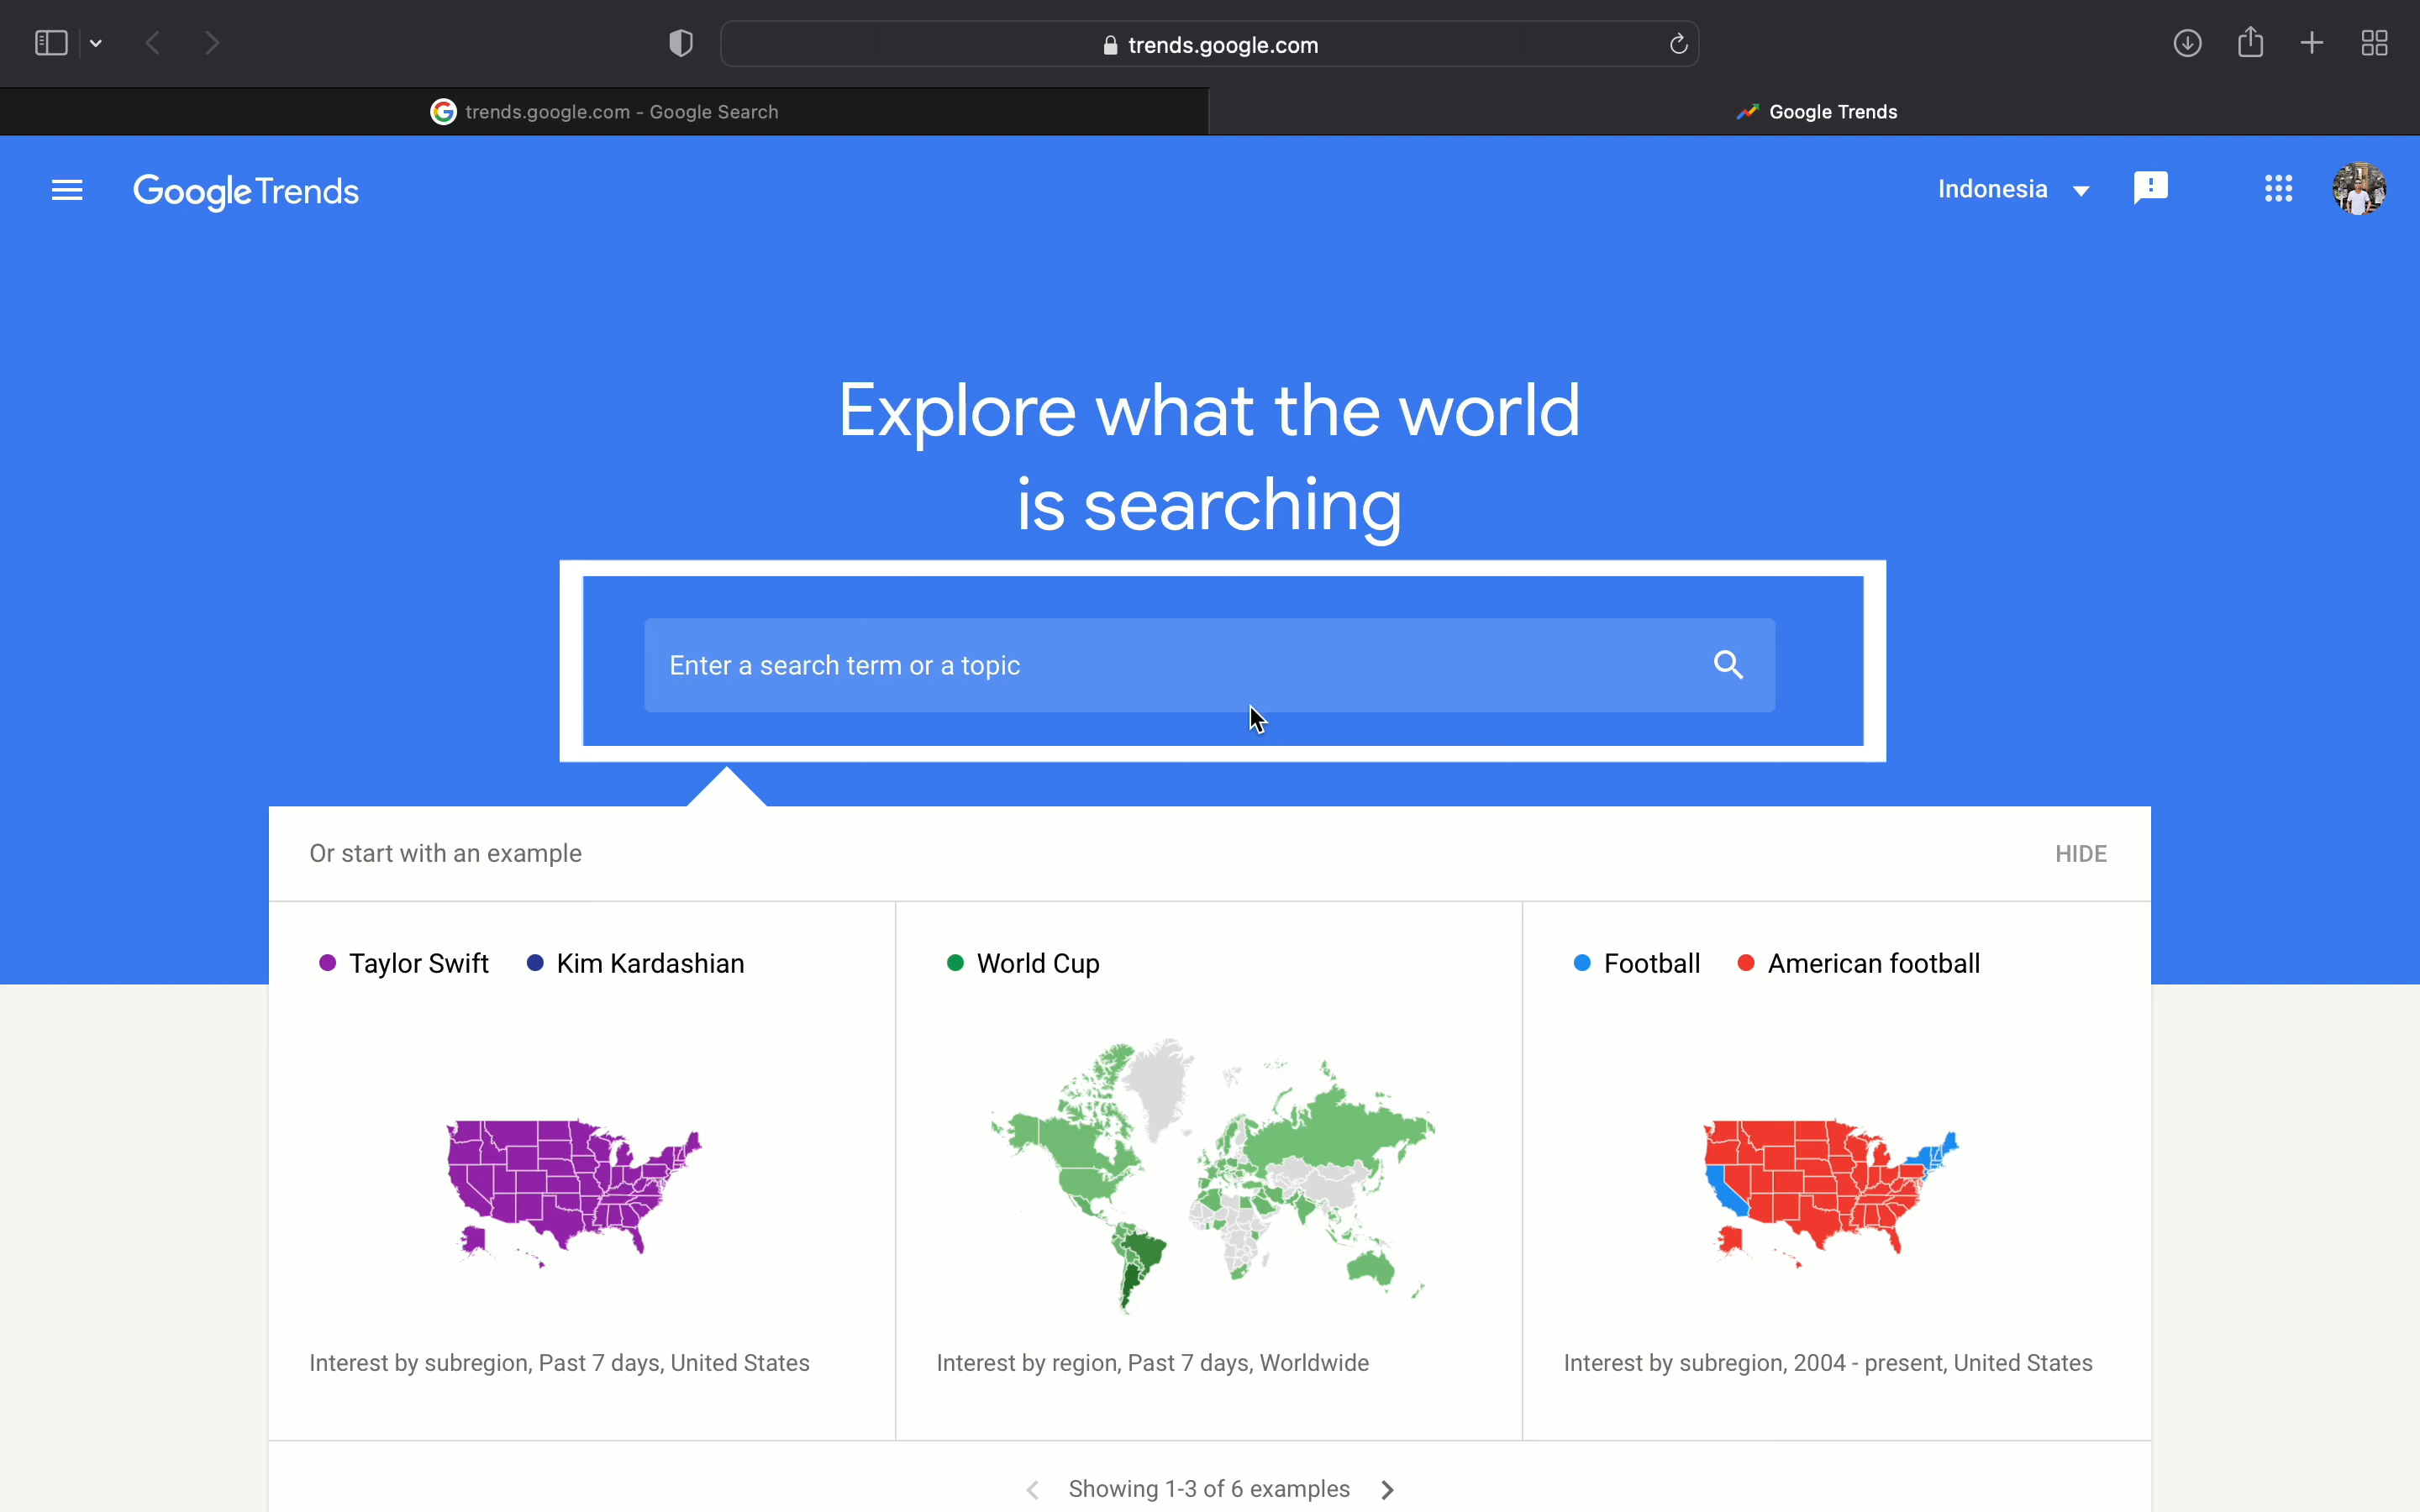 trends.google.com
trends.google.com - Google Search
Google Trends
Google Trends
Indonesia
Explore what the world
is searching
Enter a search term or a topic
Or start with an example
HIDE
Taylor Swift Kim Kardashian
World Cup
Football American football
Interest by subregion, Past 7 days, United States
Interest by region, Past 7 days, Worldwide
Interest by subregion, 2004 - present, United States
Showing 1-3 of 6 examples